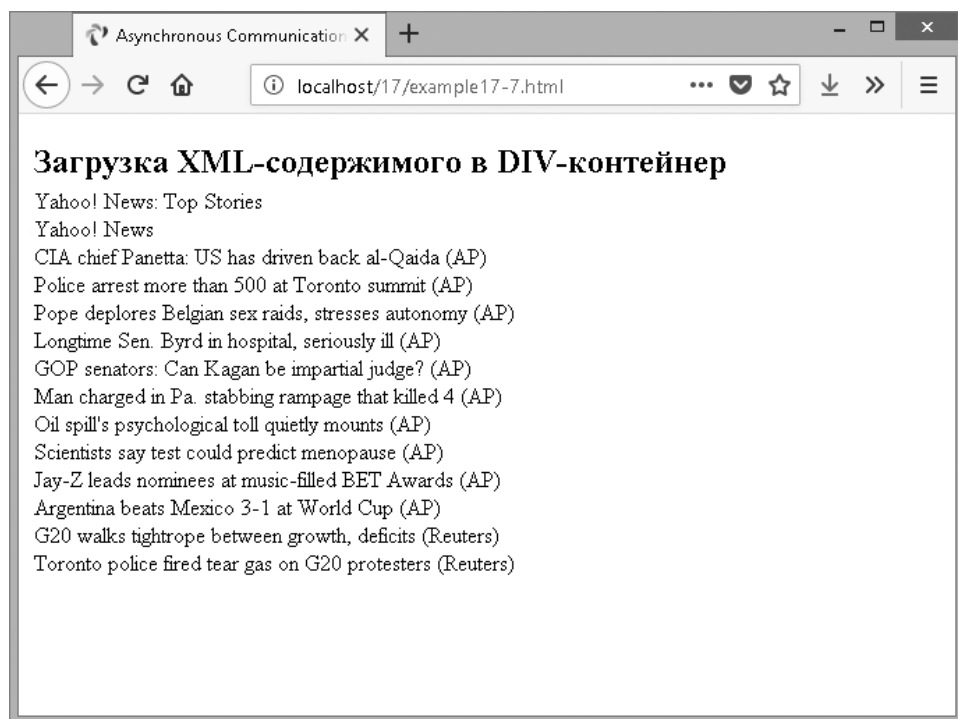 Asynchronous Communication
localhost/17/example17-7.html
Загрузка XML-содержимого в DIV-контейнер
Yahoo! News: Top Stories
Yahoo! News
CIA chief Panetta: US has driven back al-Qaida (AP)
Police arrest more than 500 at Toronto summit (AP)
Pope deplores Belgian sex raids, stresses autonomy (AP)
Longtime Sen. Byrd in hospital, seriously ill (AP)
GOP senators: Can Kagan be impartial judge? (AP)
Man charged in Pa. stabbing rampage that killed 4 (AP)
Oil spill's psychological toll quietly mounts (AP)
Scientists say test could predict menopause (AP)
Jay-Z leads nominees at music-filled BET Awards (AP)
Argentina beats Mexico 3-1 at World Cup (AP)
G20 walks tightrope between growth, deficits (Reuters)
Toronto police fired tear gas on G20 protesters (Reuters)